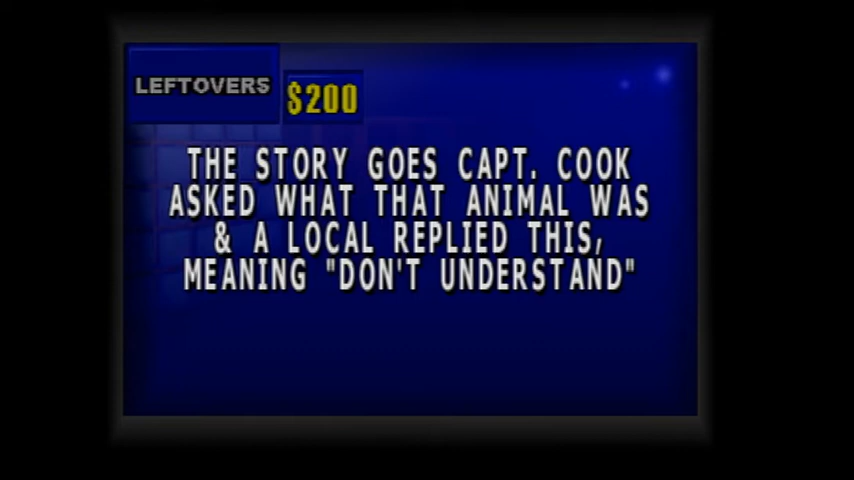 LEFTOVERS
$200
THE STORY GOES CAPT. COOK
ASKED WHAT THAT ANIMAL WAS
& A LOCAL REPLIED THIS,
MEANING "DON'T UNDERSTAND"